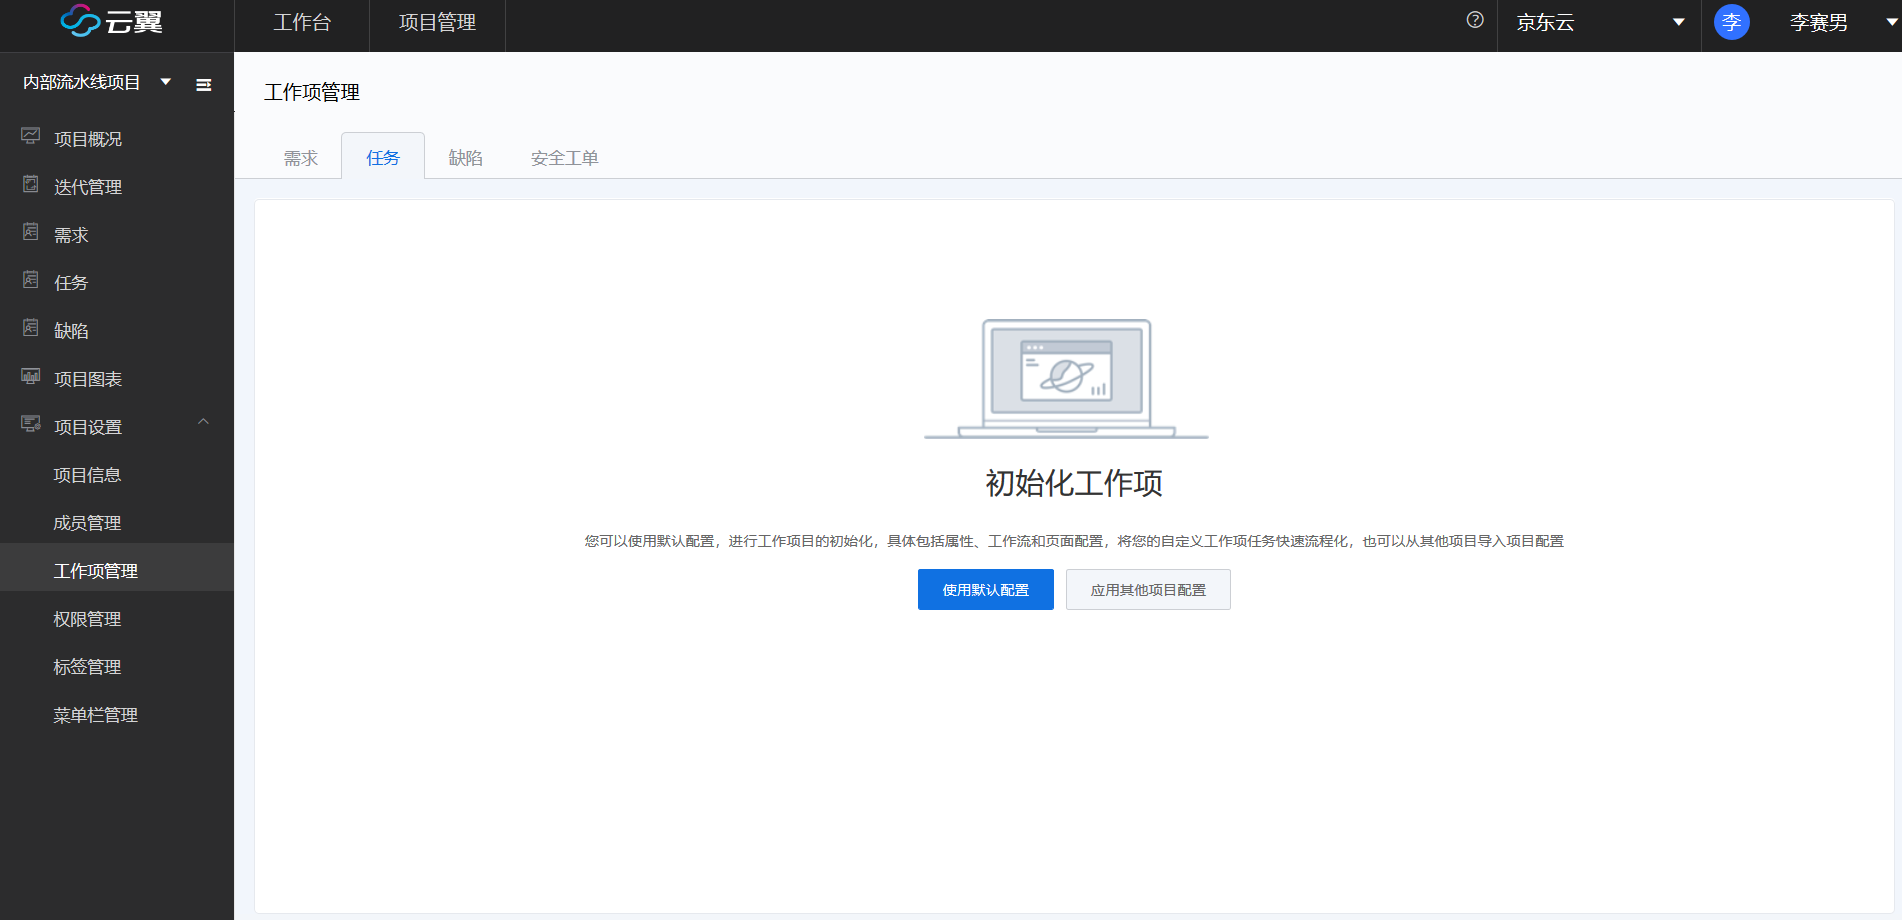 云翼
工作台
项目管理
京东云
李
李赛男
内部流水线项目
项目概况
迭代管理
需求
任务
缺陷
项目图表
项目设置
项目信息
成员管理
工作项管理
权限管理
标签管理
菜单栏管理
工作项管理
需求
任务
缺陷
安全工单
初始化工作项
您可以使用默认配置，进行工作项目的初始化，具体包括属性、工作流和页面配置，将您的自定义工作项任务快速流程化，也可以从其他项目导入项目配置
使用默认配置
应用其他项目配置